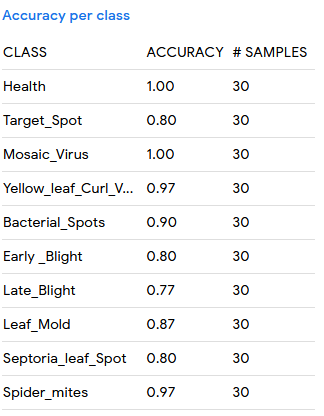 Accuracy per class
CLASS ACCURACY # SAMPLES
Health 1.00 30
Target_Spot 0.80 30
Mosaic_Virus 1.00 30
Yellow_leaf_Curl_V... 0.97 30
Bacterial_Spots 0.90 30
Early _Blight 0.80 30
Late_Blight 0.77 30
Leaf_Mold 0.87 30
Septoria_leaf_Spot 0.80 30
Spider_mites 0.97 30